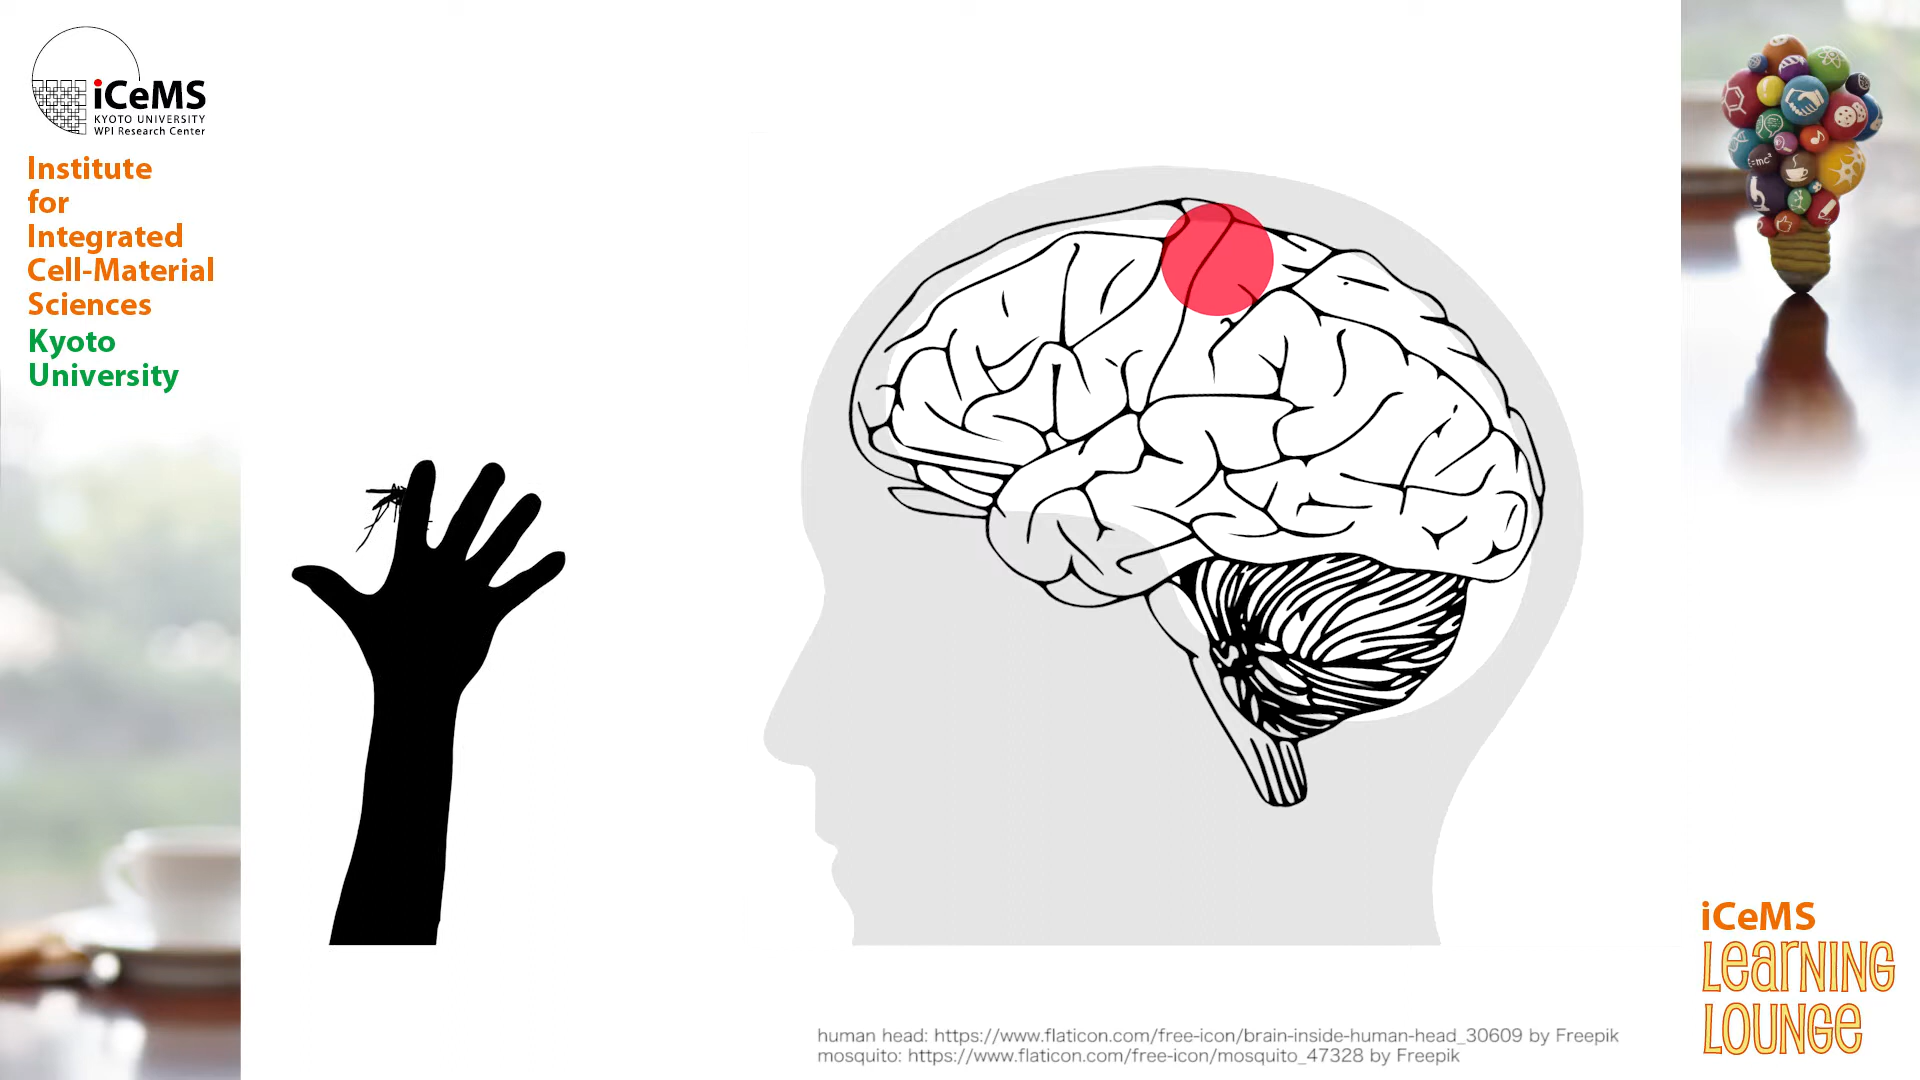 iCeMS
KYOTO UNIVERSITY
WPI Research Center
Institute
for
Integrated
Cell-Material
Sciences
Kyoto
University
=mc²
iCeMS
LEARNING
LOUNGE
human head: https://www.flaticon.com/free-icon/brain-inside-human-head_30609 by Freepik
mosquito: https://www.flaticon.com/free-icon/mosquito_47328 by Freepik